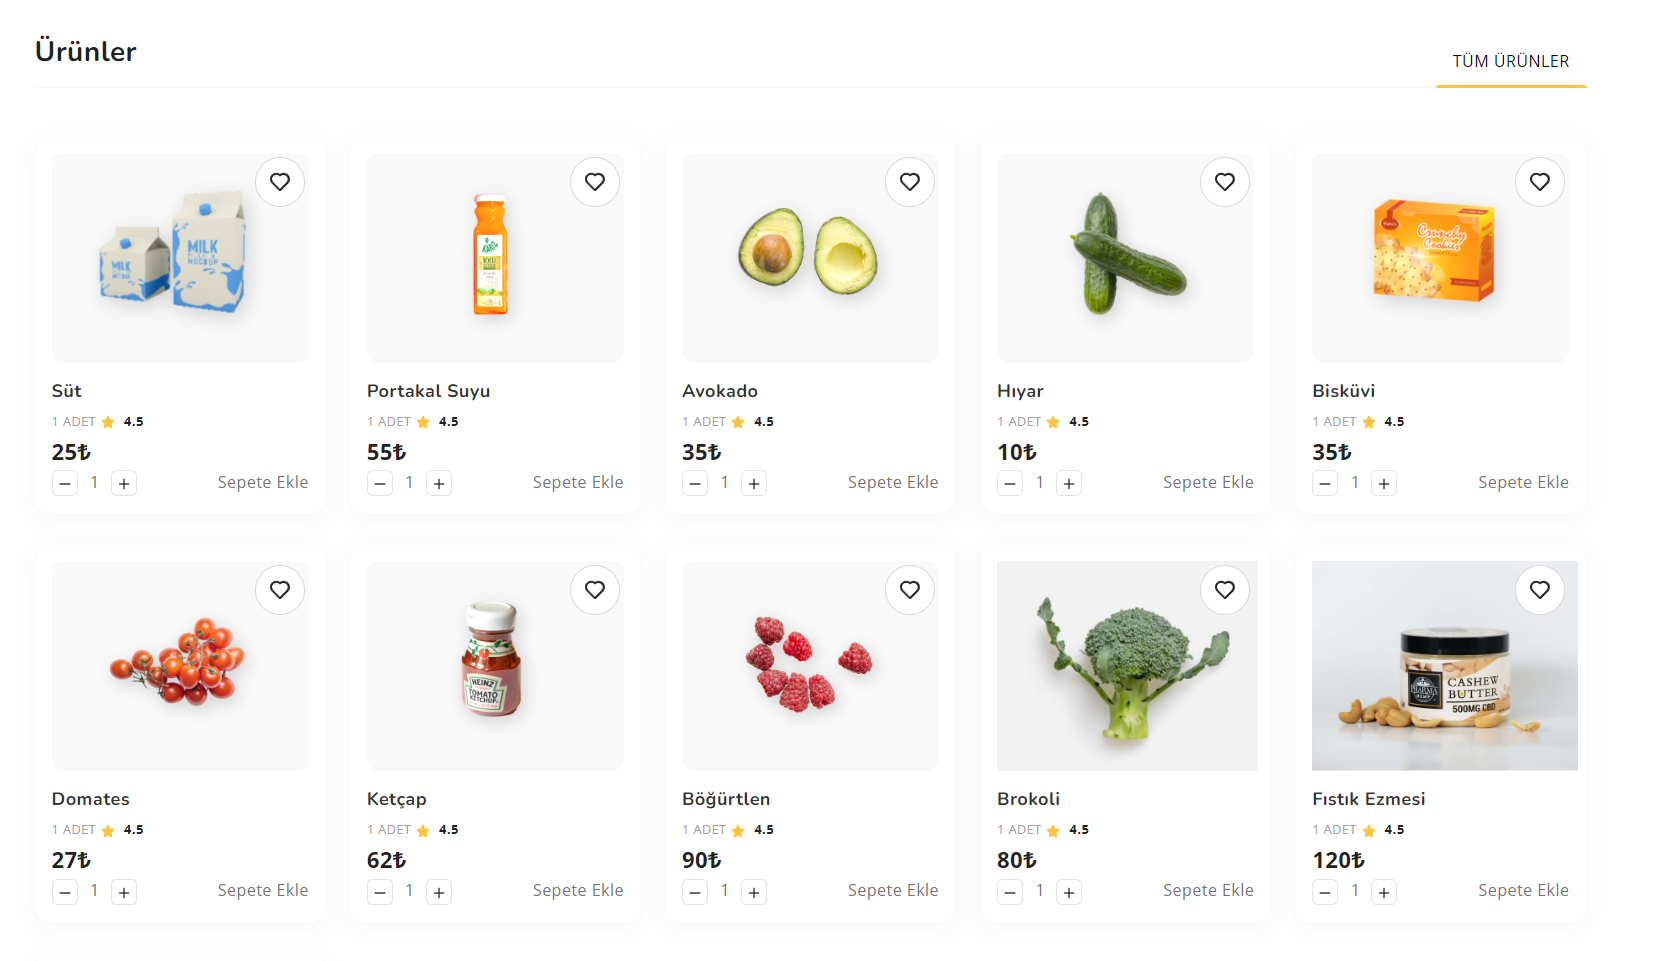 Ürünler
TÜM ÜRÜNLER
MILK
MOCKUP
MILK
Süt
1 ADET 4.5
25₺
1 Sepete Ekle
Portakal Suyu
1 ADET 4.5
55₺
1 Sepete Ekle
Avokado
1 ADET 4.5
35₺
1 Sepete Ekle
Hıyar
1 ADET 4.5
10₺
1 Sepete Ekle
Crunchy
Cookies
Bisküvi
1 ADET 4.5
35₺
1 Sepete Ekle
Domates
1 ADET 4.5
27₺
1 Sepete Ekle
HEINZ
TOMATO
KETCHUP
Ketçap
1 ADET 4.5
62₺
1 Sepete Ekle
Böğürtlen
1 ADET 4.5
90₺
1 Sepete Ekle
Brokoli
1 ADET 4.5
80₺
1 Sepete Ekle
CASHEW
BUTTER
500MG CBD
Fıstık Ezmesi
1 ADET 4.5
120₺
1 Sepete Ekle